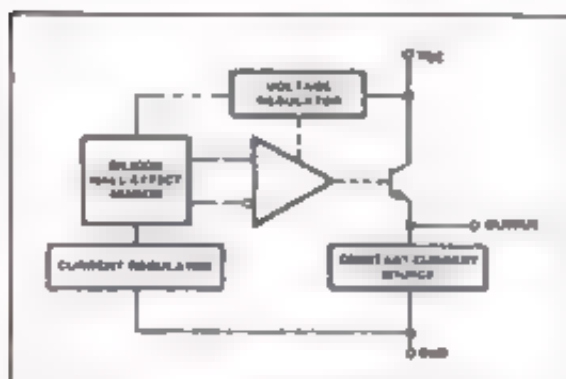 VCC
VOLTAGE
REGULATOR
SILICON
HALL EFFECT
SENSOR
OUTPUT
CURRENT REGULATOR
CONSTANT CURRENT
SOURCE
GND